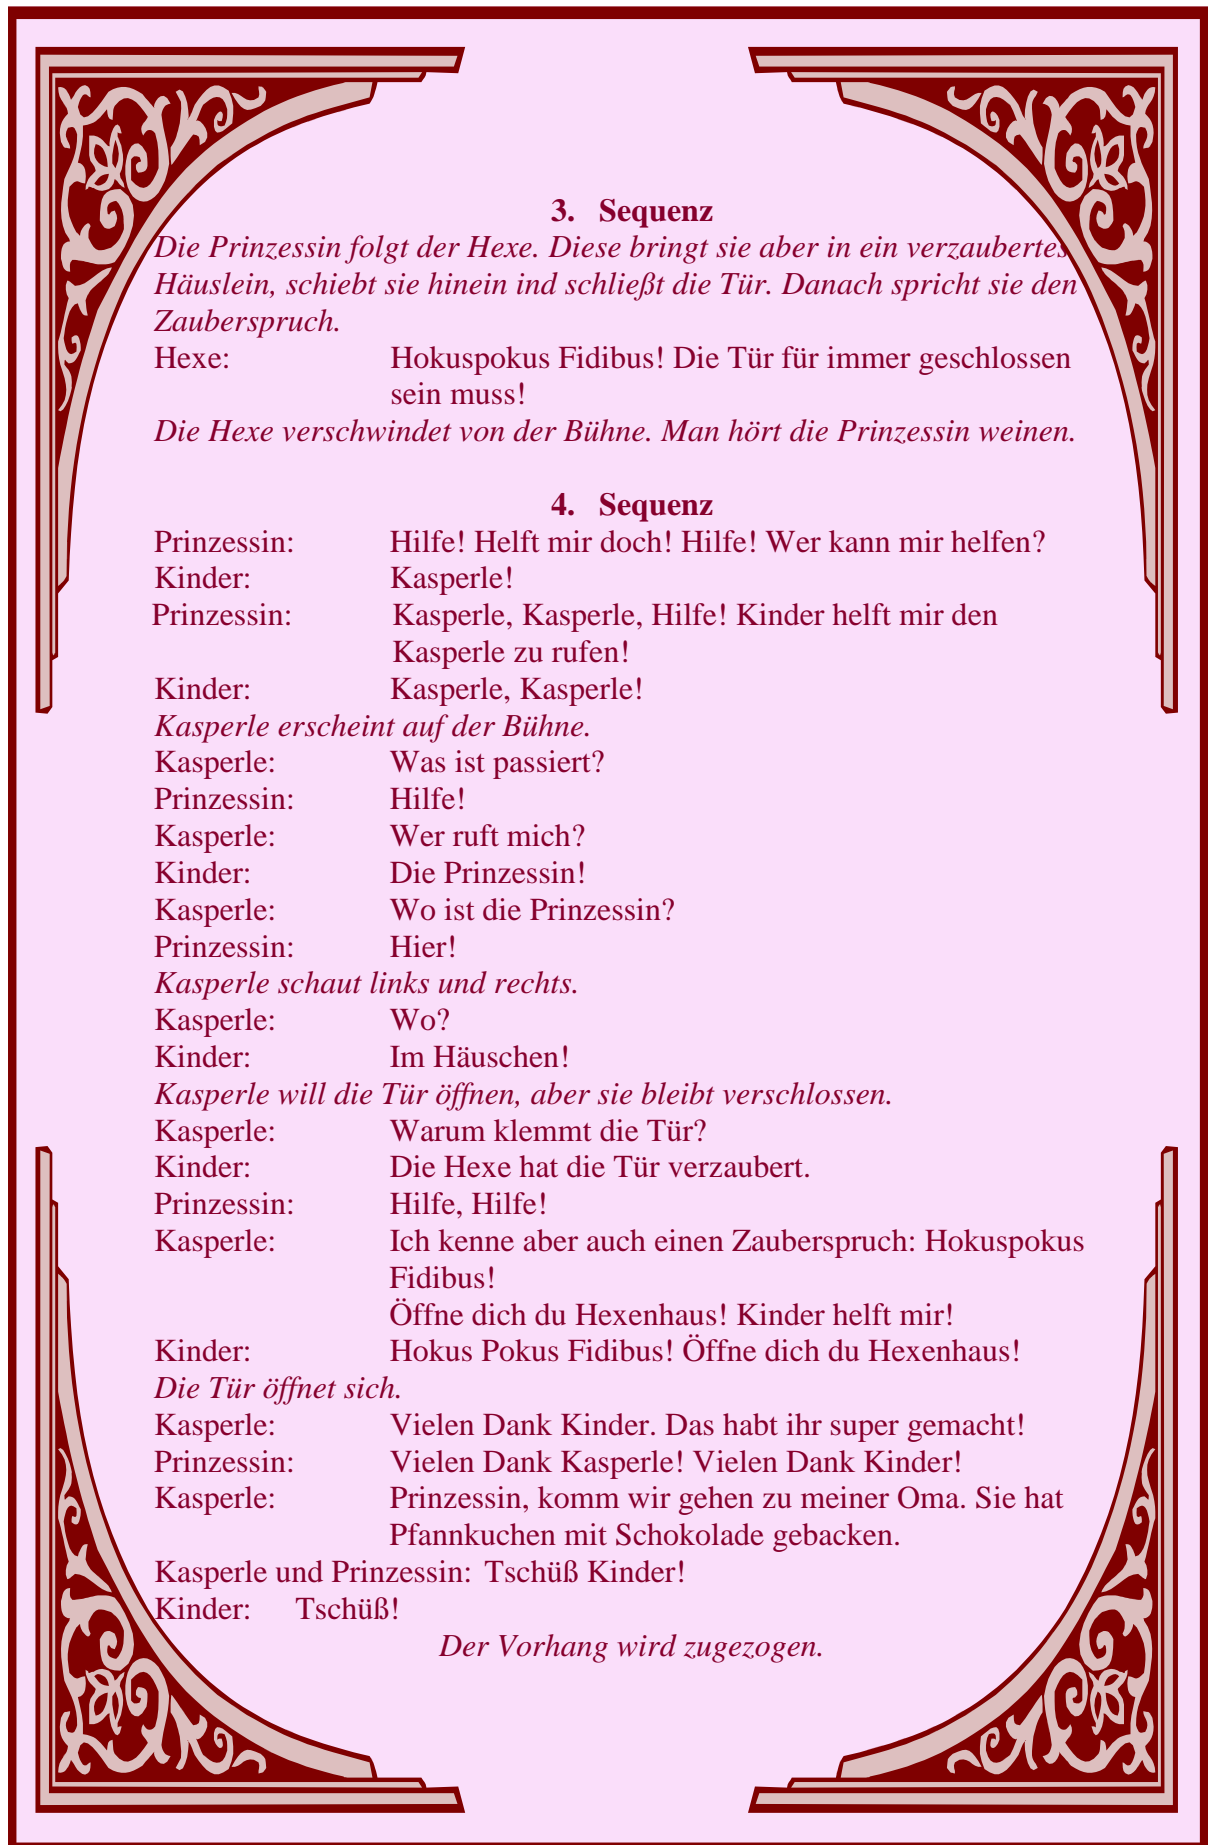 3. Sequenz
Die Prinzessin folgt der Hexe. Diese bringt sie aber in ein verzaubertes
Häuslein, schiebt sie hinein ind schließt die Tür. Danach spricht sie den
Zauberspruch.
Hexe: Hokuspokus Fidibus! Die Tür für immer geschlossen
sein muss!
Die Hexe verschwindet von der Bühne. Man hört die Prinzessin weinen.
4. Sequenz
Prinzessin: Hilfe! Helft mir doch! Hilfe! Wer kann mir helfen?
Kinder: Kasperle!
Prinzessin: Kasperle, Kasperle, Hilfe! Kinder helft mir den
Kasperle zu rufen!
Kinder: Kasperle, Kasperle!
Kasperle erscheint auf der Bühne.
Kasperle: Was ist passiert?
Prinzessin: Hilfe!
Kasperle: Wer ruft mich?
Kinder: Die Prinzessin!
Kasperle: Wo ist die Prinzessin?
Prinzessin: Hier!
Kasperle schaut links und rechts.
Kasperle: Wo?
Kinder: Im Häuschen!
Kasperle will die Tür öffnen, aber sie bleibt verschlossen.
Kasperle: Warum klemmt die Tür?
Kinder: Die Hexe hat die Tür verzaubert.
Prinzessin: Hilfe, Hilfe!
Kasperle: Ich kenne aber auch einen Zauberspruch: Hokuspokus
Fidibus!
Öffne dich du Hexenhaus! Kinder helft mir!
Kinder: Hokus Pokus Fidibus! Öffne dich du Hexenhaus!
Die Tür öffnet sich.
Kasperle: Vielen Dank Kinder. Das habt ihr super gemacht!
Prinzessin: Vielen Dank Kasperle! Vielen Dank Kinder!
Kasperle: Prinzessin, komm wir gehen zu meiner Oma. Sie hat
Pfannkuchen mit Schokolade gebacken.
Kasperle und Prinzessin: Tschüß Kinder!
Kinder: Tschüß!
Der Vorhang wird zugezogen.